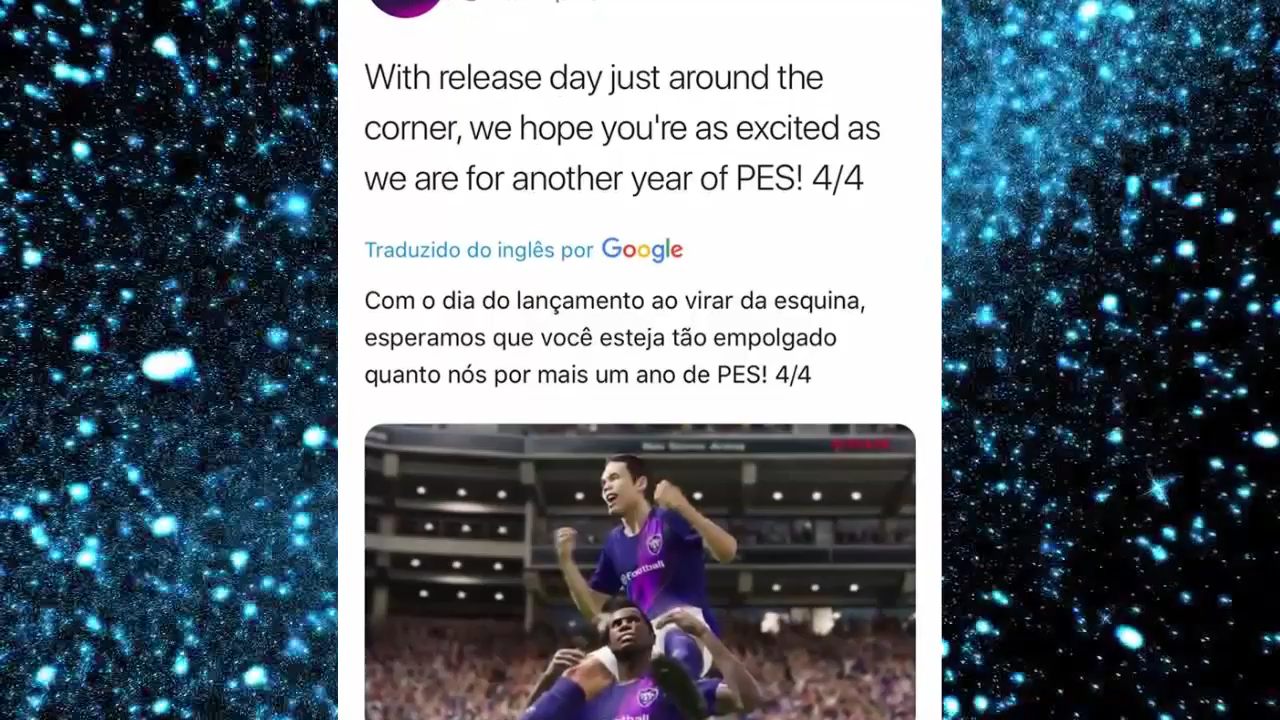 With release day just around the
corner, we hope you're as excited as
we are for another year of PES! 4/4
Traduzido do inglês por Google
Com o dia do lançamento ao virar da esquina,
esperamos que você esteja tão empolgado
quanto nós por mais um ano de PES! 4/4
KONAMI
eFootball